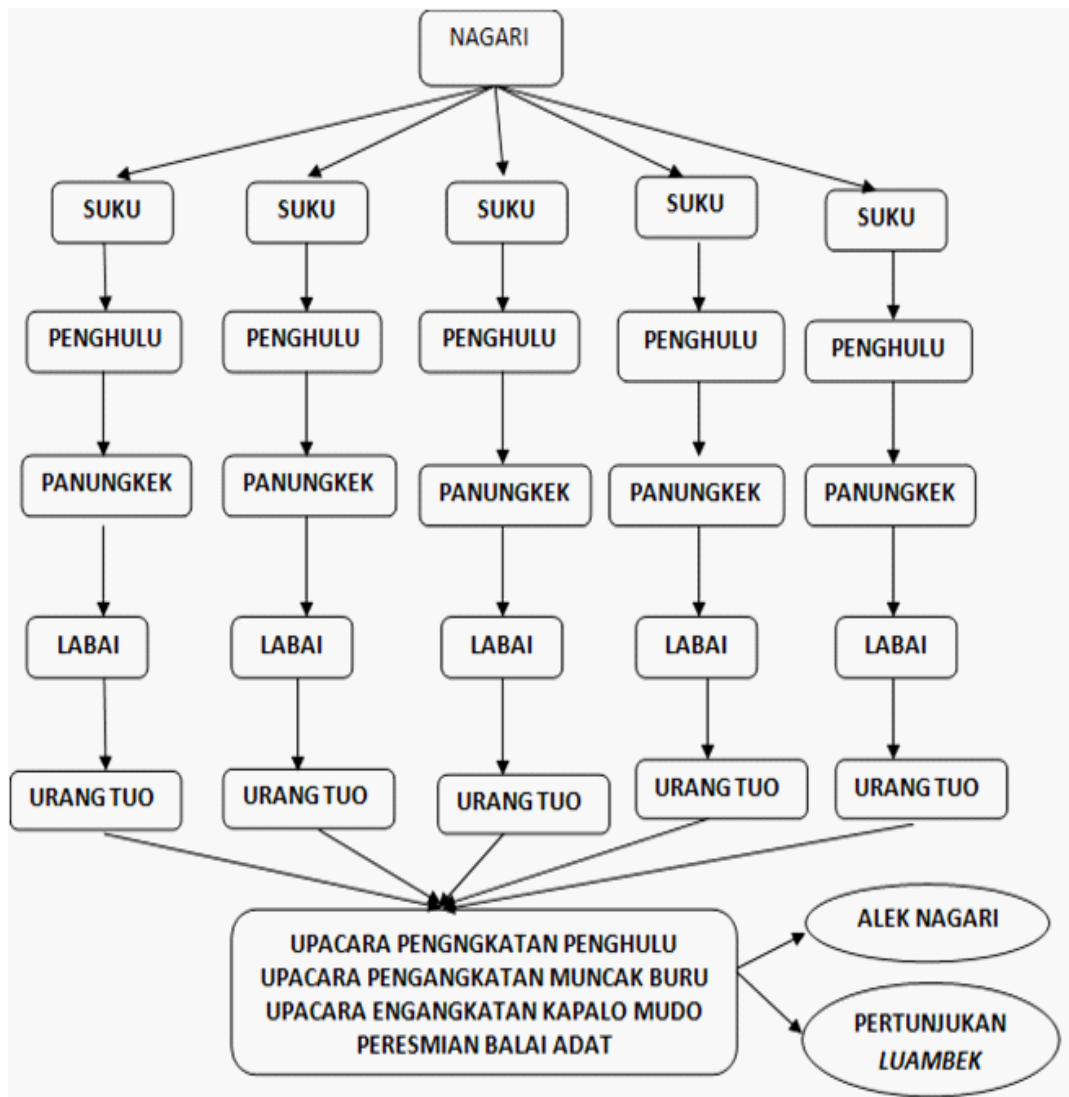 NAGARI
SUKU SUKU SUKU SUKU SUKU
PENGHULU PENGHULU PENGHULU PENGHULU PENGHULU
PANUNGKEK PANUNGKEK PANUNGKEK PANUNGKEK PANUNGKEK
LABAI LABAI LABAI LABAI LABAI
URANG TUO URANG TUO URANG TUO URANG TUO URANG TUO
UPACARA PENGNGKATAN PENGHULU
UPACARA PENGANGKATAN MUNCAK BURU
UPACARA ENGANGKATAN KAPALO MUDO
PERESMIAN BALAI ADAT
ALEK NAGARI
PERTUNJUKAN
LUAMBEK